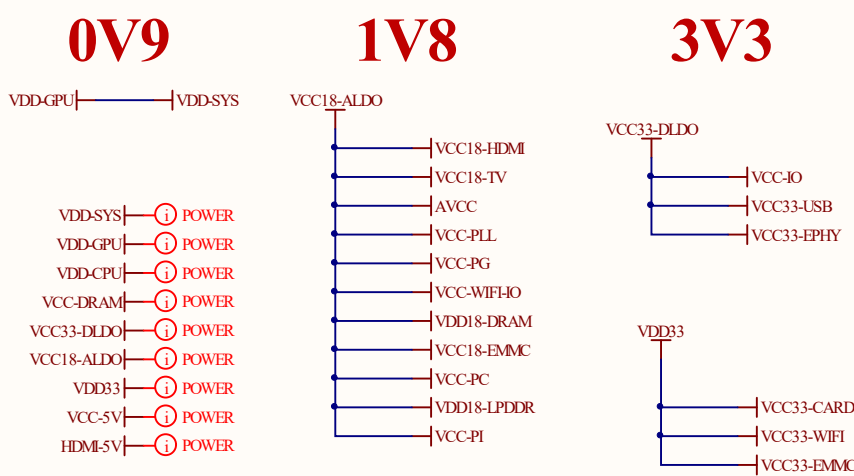 0V9
VDD-GPU VDD-SYS
VDD-SYS i POWER
VDD-GPU i POWER
VDD-CPU i POWER
VCC-DRAM i POWER
VCC33-DLDO i POWER
VCC18-ALDO i POWER
VDD33 i POWER
VCC-5V i POWER
HDMI-5V i POWER
1V8
VCC18-ALDO
VCC18-HDMI
VCC18-TV
AVCC
VCC-PLL
VCC-PG
VCC-WIFI-IO
VDD18-DRAM
VCC18-EMMC
VCC-PC
VDD18-LPDDR
VCC-PI
3V3
VCC33-DLDO
VCC-IO
VCC33-USB
VCC33-EPHY
VDD33
VCC33-CARD
VCC33-WIFI
VCC33-EMMC